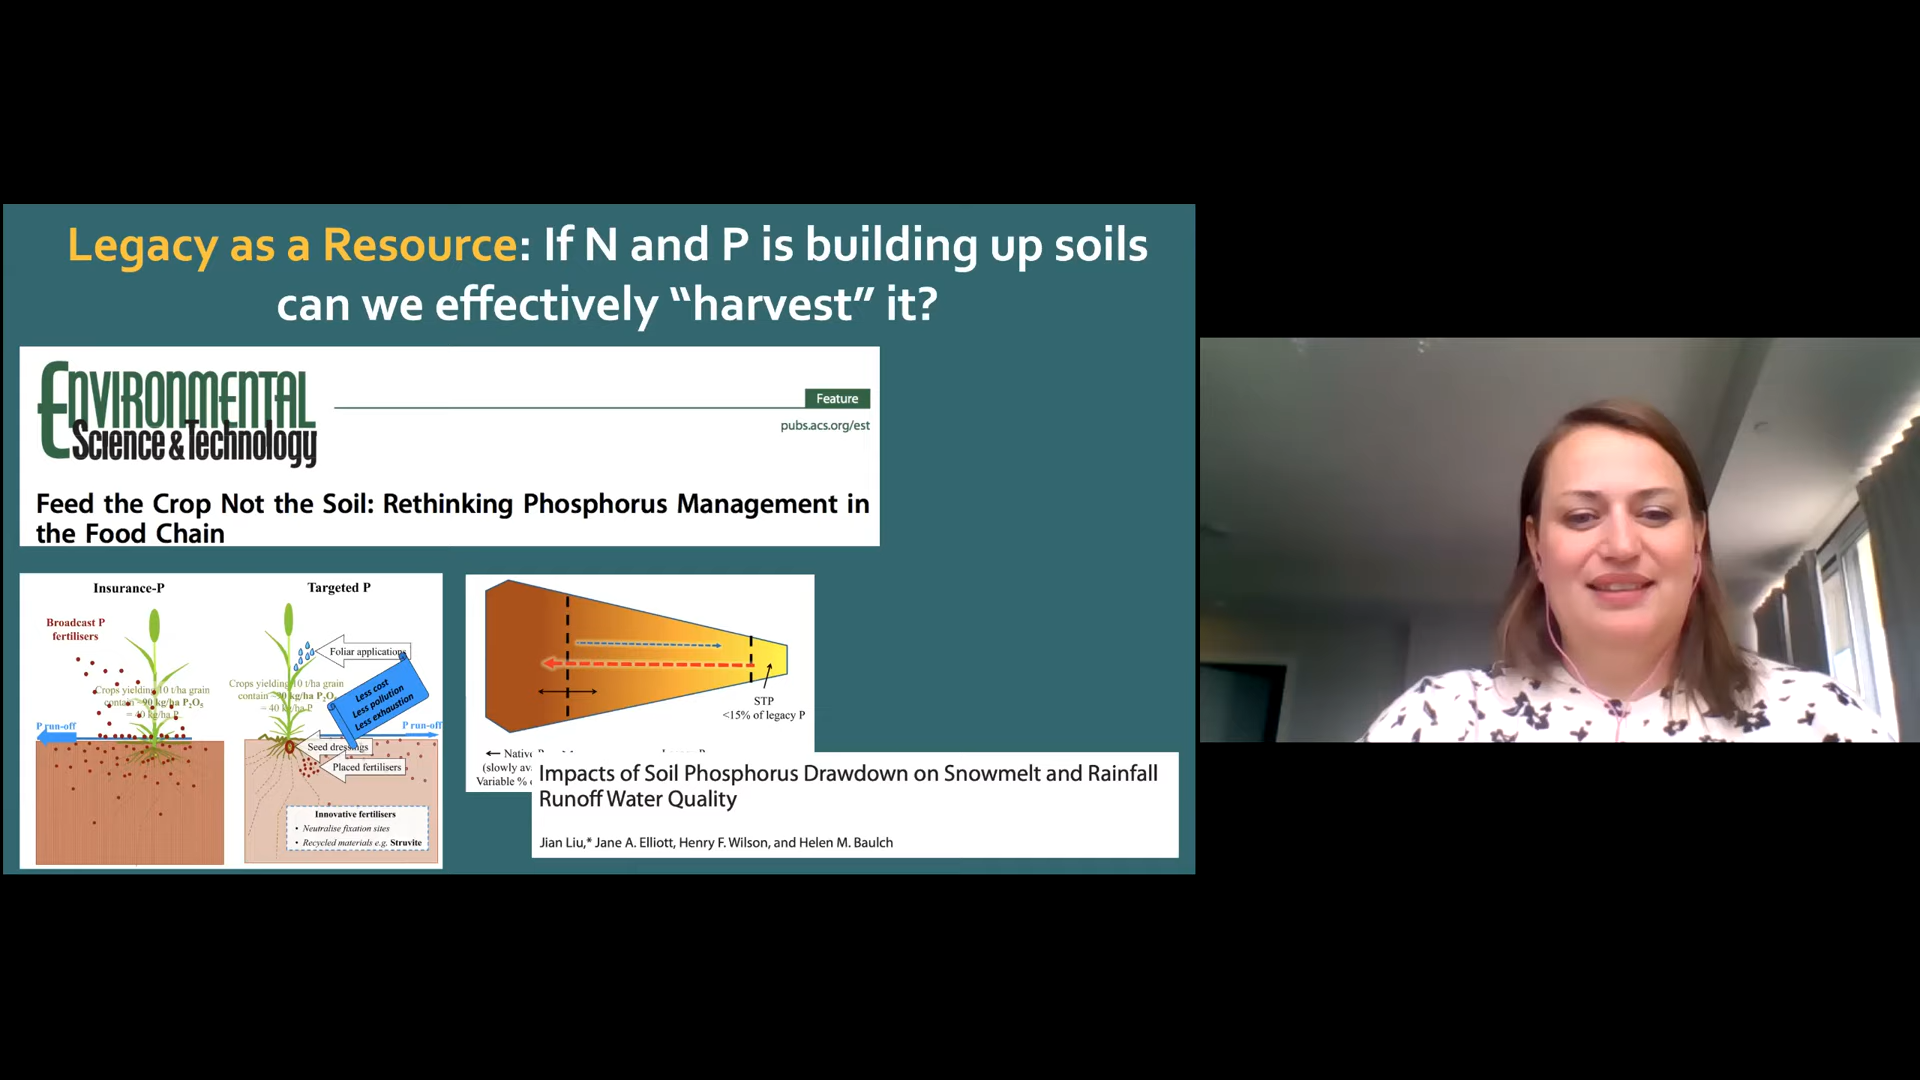 Legacy as a Resource: If N and P is building up soils
can we effectively “harvest” it?
ENVIRONMENTAL
Science & Technology
Feature
pubs.acs.org/est
Feed the Crop Not the Soil: Rethinking Phosphorus Management in
the Food Chain
Insurance-P
Targeted P
Broadcast P
fertilisers
Foliar applications
Crops yielding 10 t/ha grain
contain ~90 kg/ha P₂O₅
= 40 kg/ha P
Crops yielding 10 t/ha grain
contain kg/ha P₂O₅
= 40 kg/ha P
Less cost
Less pollution
Less exhaustion
P run-off
P run-off
Seed dressings
Placed fertilisers
Innovative fertilisers
• Neutralise fixation sites
• Recycled materials e.g. Struvite
STP
<15% of legacy P
← Native
(slowly av
Variable %
Impacts of Soil Phosphorus Drawdown on Snowmelt and Rainfall
Runoff Water Quality
Jian Liu,* Jane A. Elliott, Henry F. Wilson, and Helen M. Baulch